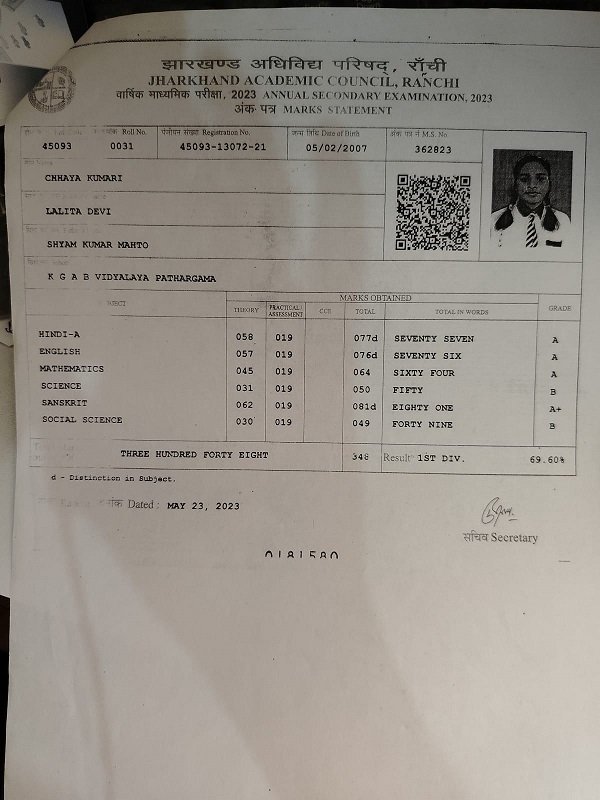 झारखण्ड अधिविद्य परिषद्, राँची
JHARKHAND ACADEMIC COUNCIL, RANCHI
वार्षिक माध्यमिक परीक्षा, 2023 ANNUAL SECONDARY EXAMINATION, 2023
अंक पत्र MARKS STATEMENT
Roll No. पंजीयन संख्या Registration No. जन्म तिथि Date of Birth अंक पत्र नं M.S. No
45093 0031 45093-13072-21 05/02/2007 362823
CHHAYA KUMARI
LALITA DEVI
SHYAM KUMAR MAHTO
K G A B VIDYALAYA PATHARGAMA
MARKS OBTAINED
THEORY PRACTICAL/ CCE TOTAL TOTAL IN WORDS GRADE
ASSESSMENT
HINDI-A 058 019 077d SEVENTY SEVEN A
ENGLISH 057 019 076d SEVENTY SIX A
MATHEMATICS 045 019 064 SIXTY FOUR A
SCIENCE 031 019 050 FIFTY B
SANSKRIT 062 019 081d EIGHTY ONE A+
SOCIAL SCIENCE 030 019 049 FORTY NINE B
THREE HUNDRED FORTY EIGHT 348 Result 1ST DIV. 69.60%
d - Distinction in Subject.
Dated : MAY 23, 2023
सचिव Secretary